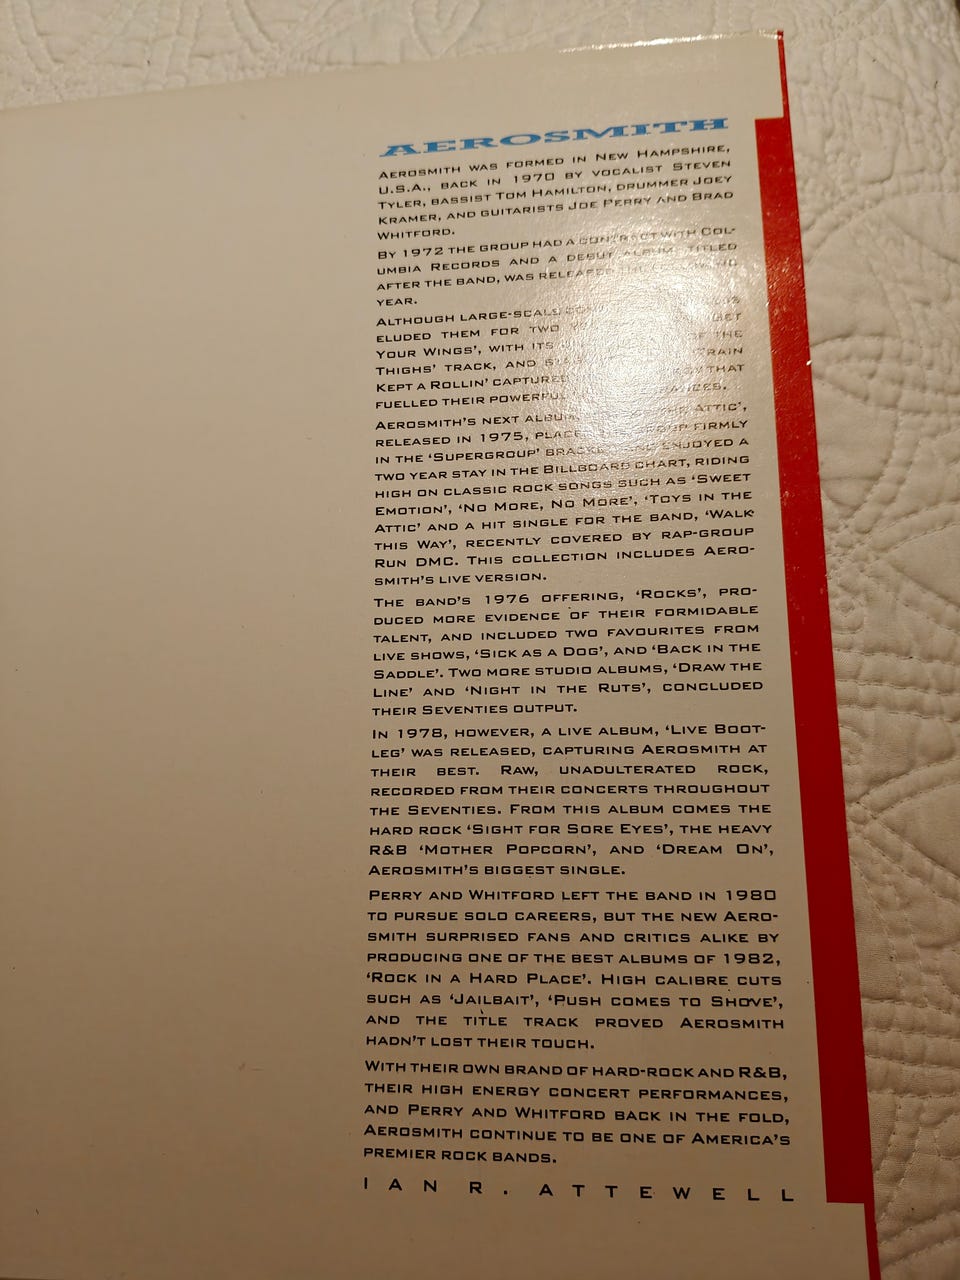 AEROSMITH
AEROSMITH WAS FORMED IN NEW HAMPSHIRE,
U.S.A., BACK IN 1970 BY VOCALIST STEVEN
TYLER, BASSIST TOM HAMILTON, DRUMMER JOEY
KRAMER, AND GUITARISTS JOE PERRY AND BRAD
WHITFORD.
BY 1972 THE GROUP HAD A CONTRACT WITH COL-
UMBIA RECORDS AND A DEBUT ALBUM, TITLED
AFTER THE BAND, WAS RELEASED THE
YEAR.
ALTHOUGH LARGE-SCALE
ELUDED THEM FOR TWO OF THE
YOUR WINGS', WITH ITS
THIGHS' TRACK, AND TRAIN
KEPT A ROLLIN' CAPTURED THAT
FUELLED THEIR POWERFUL
AEROSMITH'S NEXT ALBUM ATTIC',
RELEASED IN 1975, PLACED FIRMLY
IN THE 'SUPERGROUP' ENJOYED A
TWO YEAR STAY IN THE BILLBOARD CHART, RIDING
HIGH ON CLASSIC ROCK SONGS SUCH AS 'SWEET
EMOTION', 'NO MORE, NO MORE', 'TOYS IN THE
ATTIC' AND A HIT SINGLE FOR THE BAND, 'WALK
THIS WAY', RECENTLY COVERED BY RAP-GROUP
RUN DMC. THIS COLLECTION INCLUDES AERO-
SMITH'S LIVE VERSION.
THE BAND'S 1976 OFFERING, 'ROCKS', PRO-
DUCED MORE EVIDENCE OF THEIR FORMIDABLE
TALENT, AND INCLUDED TWO FAVOURITES FROM
LIVE SHOWS, 'SICK AS A DOG', AND 'BACK IN THE
SADDLE'. TWO MORE STUDIO ALBUMS, 'DRAW THE
LINE' AND 'NIGHT IN THE RUTS', CONCLUDED
THEIR SEVENTIES OUTPUT.
IN 1978, HOWEVER, A LIVE ALBUM, 'LIVE BOOT-
LEG' WAS RELEASED, CAPTURING AEROSMITH AT
THEIR BEST. RAW, UNADULTERATED ROCK,
RECORDED FROM THEIR CONCERTS THROUGHOUT
THE SEVENTIES. FROM THIS ALBUM COMES THE
HARD ROCK 'SIGHT FOR SORE EYES', THE HEAVY
R&B 'MOTHER POPCORN', AND 'DREAM ON',
AEROSMITH'S BIGGEST SINGLE.
PERRY AND WHITFORD LEFT THE BAND IN 1980
TO PURSUE SOLO CAREERS, BUT THE NEW AERO-
SMITH SURPRISED FANS AND CRITICS ALIKE BY
PRODUCING ONE OF THE BEST ALBUMS OF 1982,
'ROCK IN A HARD PLACE'. HIGH CALIBRE CUTS
SUCH AS 'JAILBAIT', 'PUSH COMES TO SHOVE',
AND THE TITLE TRACK PROVED AEROSMITH
HADN'T LOST THEIR TOUCH.
WITH THEIR OWN BRAND OF HARD-ROCK AND R&B,
THEIR HIGH ENERGY CONCERT PERFORMANCES,
AND PERRY AND WHITFORD BACK IN THE FOLD,
AEROSMITH CONTINUE TO BE ONE OF AMERICA'S
PREMIER ROCK BANDS.
IAN R. ATTEWELL